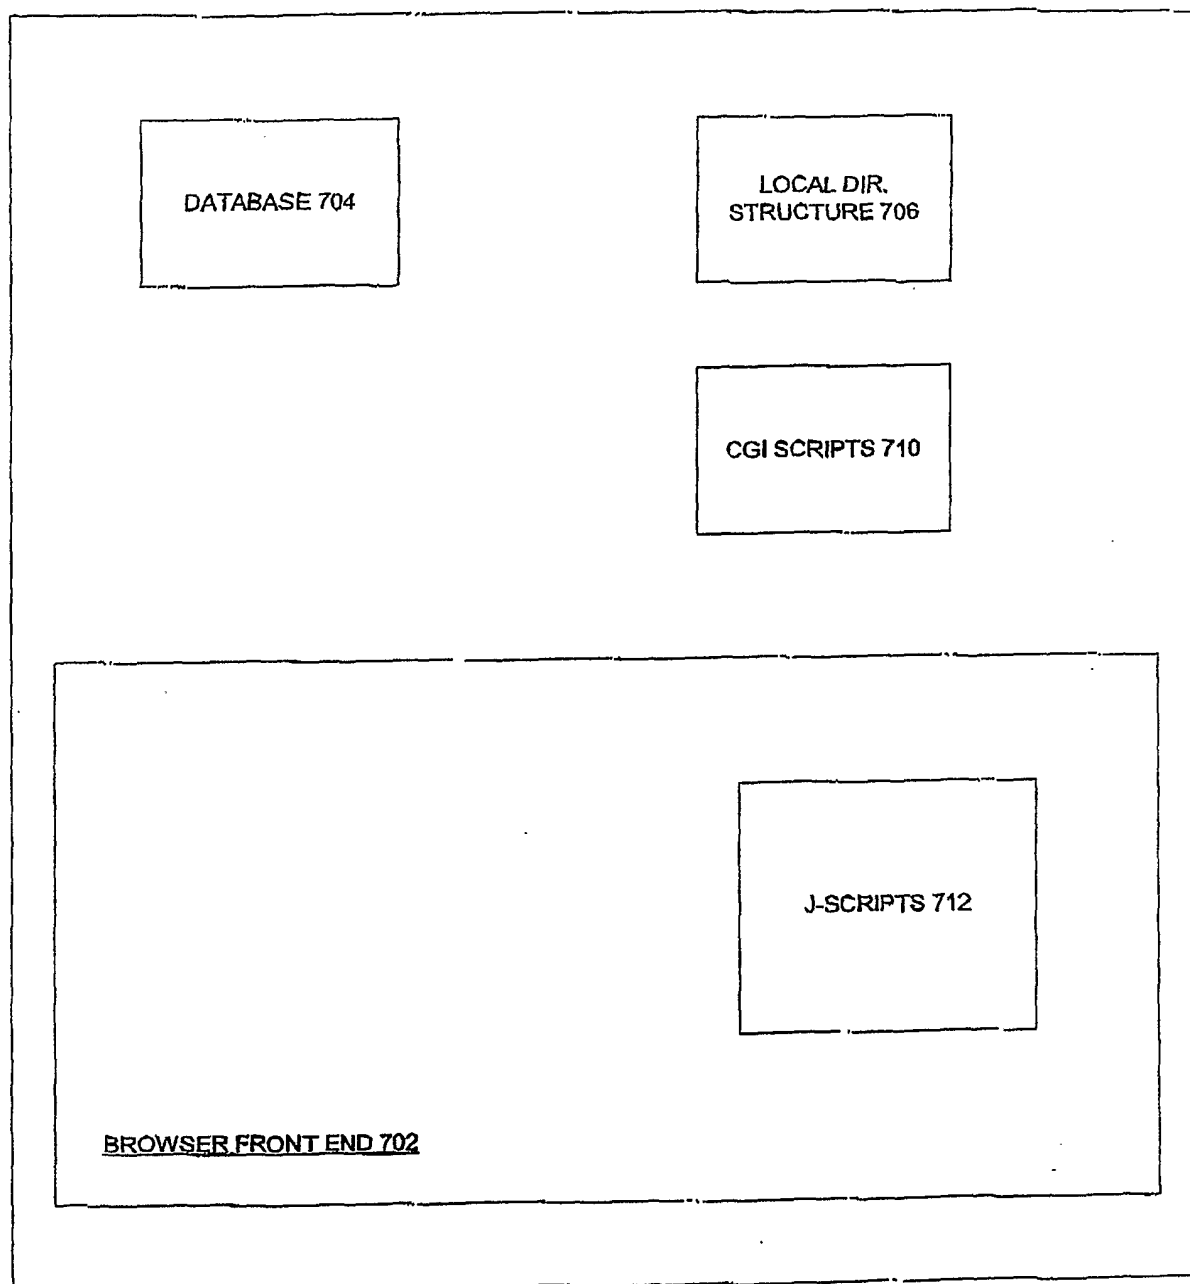 DATABASE 704
LOCAL DIR.
STRUCTURE 706
CGI SCRIPTS 710
J-SCRIPTS 712
BROWSER FRONT END 702